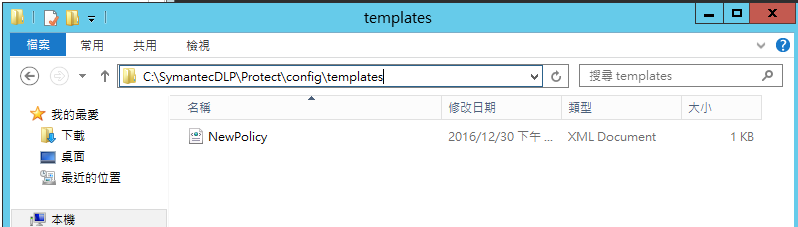 templates
檔案 常用 共用 檢視
C:\SymantecDLP\Protect\config\templates 搜尋 templates
我的最愛
下載
桌面
最近的位置
本機
名稱 修改日期 類型 大小
NewPolicy 2016/12/30 下午 ... XML Document 1 KB